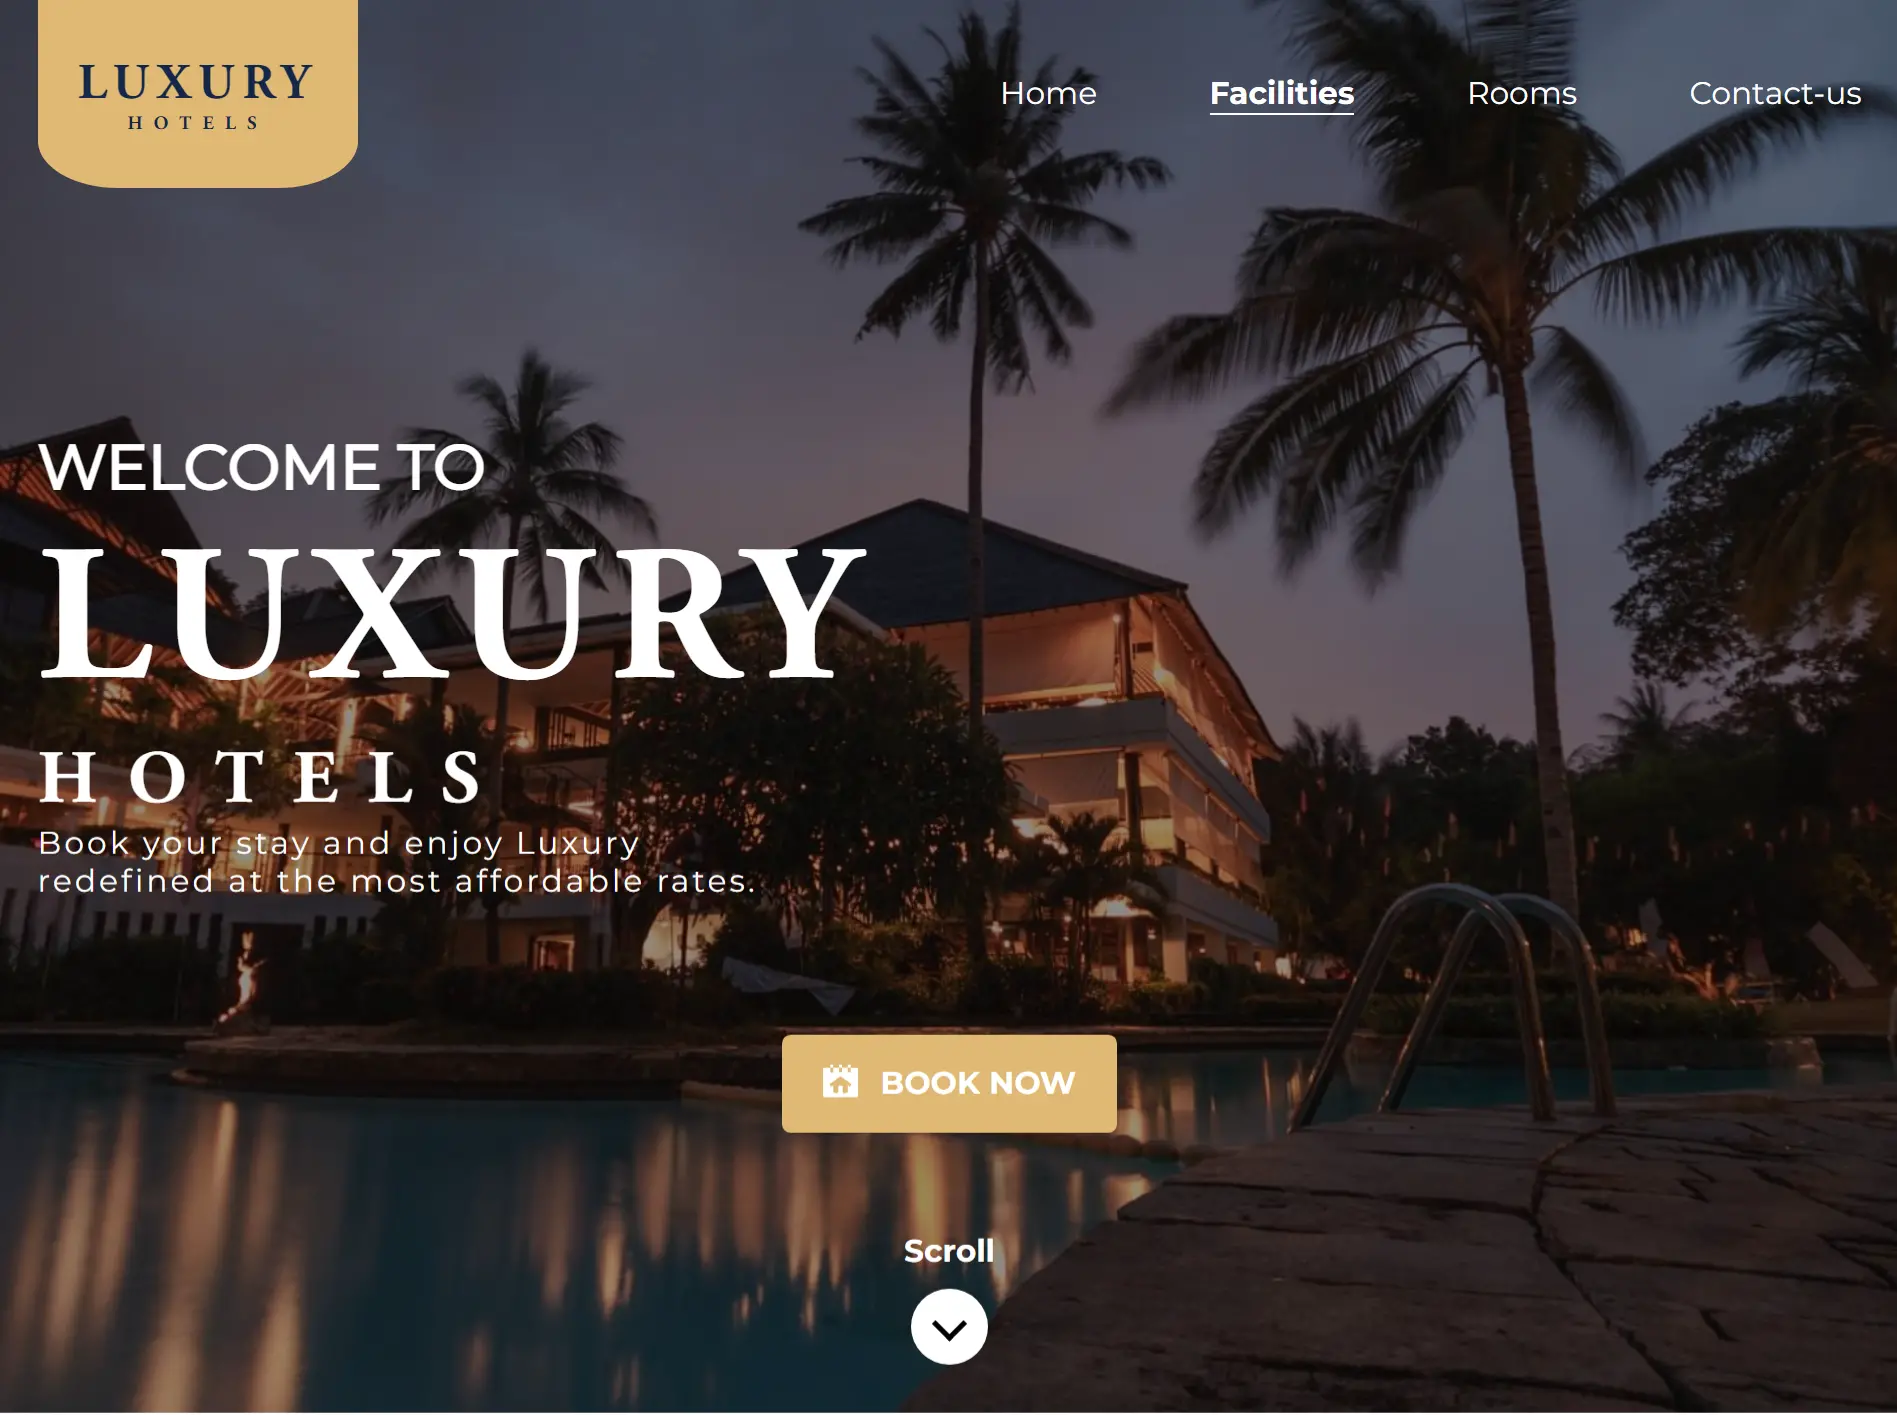 LUXURY
HOTELS
Home
Facilities
Rooms
Contact-us
WELCOME TO
LUXURY
HOTELS
Book your stay and enjoy Luxury
redefined at the most affordable rates.
BOOK NOW
Scroll